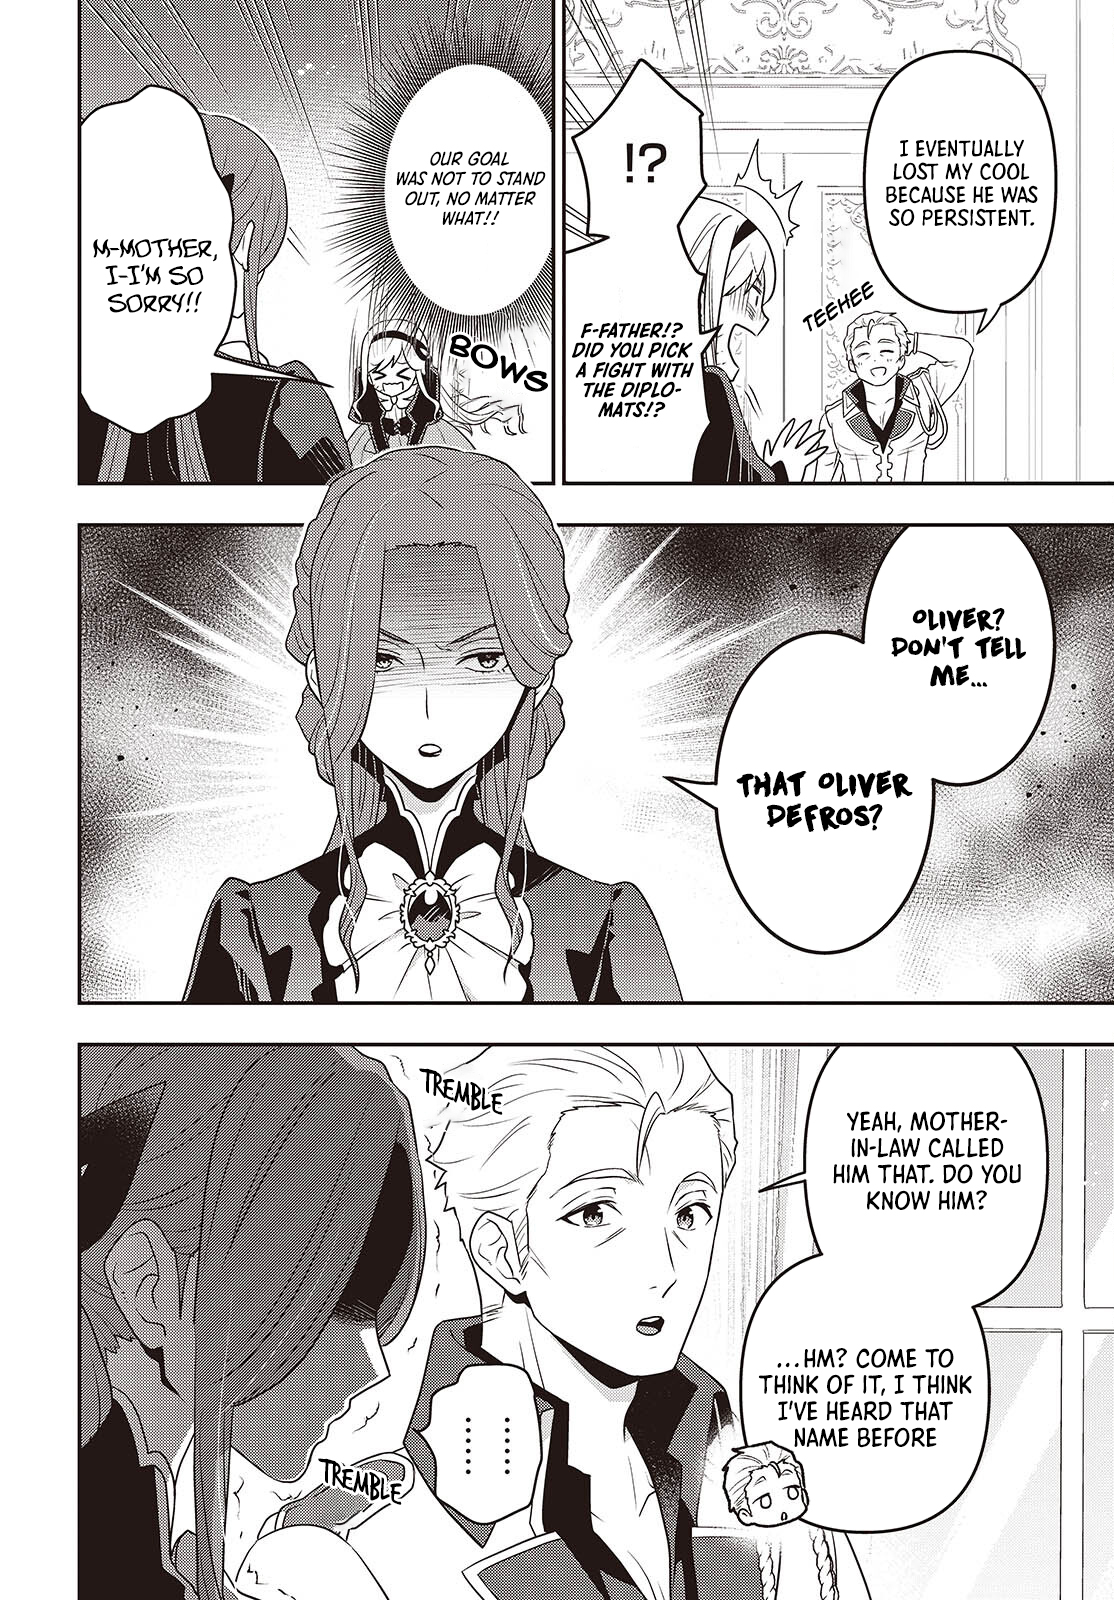 I EVENTUALLY
LOST MY COOL
BECAUSE HE WAS
SO PERSISTENT.
TEEHEE
!?
F-FATHER!?
DID YOU PICK
A FIGHT WITH
THE DIPLO-
MATS!?
OUR GOAL
WAS NOT TO STAND
OUT, NO MATTER
WHAT!!
BOWS
M-MOTHER,
I-I'M SO
SORRY!!
OLIVER?
DON'T TELL
ME...
THAT OLIVER
DEFROS?
YEAH, MOTHER-
IN-LAW CALLED
HIM THAT. DO YOU
KNOW HIM?
...HM? COME TO
THINK OF IT, I THINK
I'VE HEARD THAT
NAME BEFORE
TREMBLE
......
TREMBLE